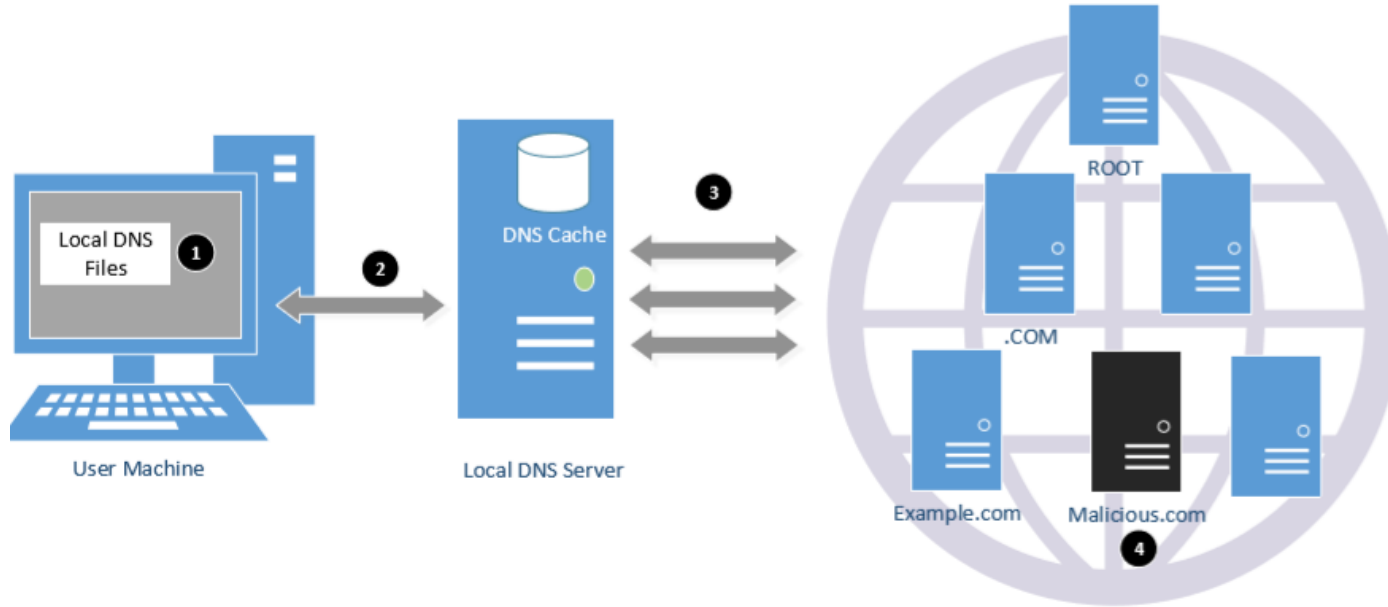 ROOT
3
Local DNS
Files
1
DNS Cache
2
.COM
User Machine
Local DNS Server
Example.com
Malicious.com
4